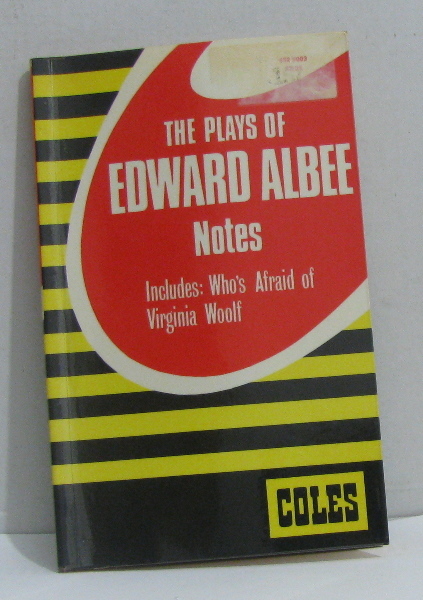 THE PLAYS OF
EDWARD ALBEE
Notes
Includes: Who's Afraid of
Virginia Woolf
COLES